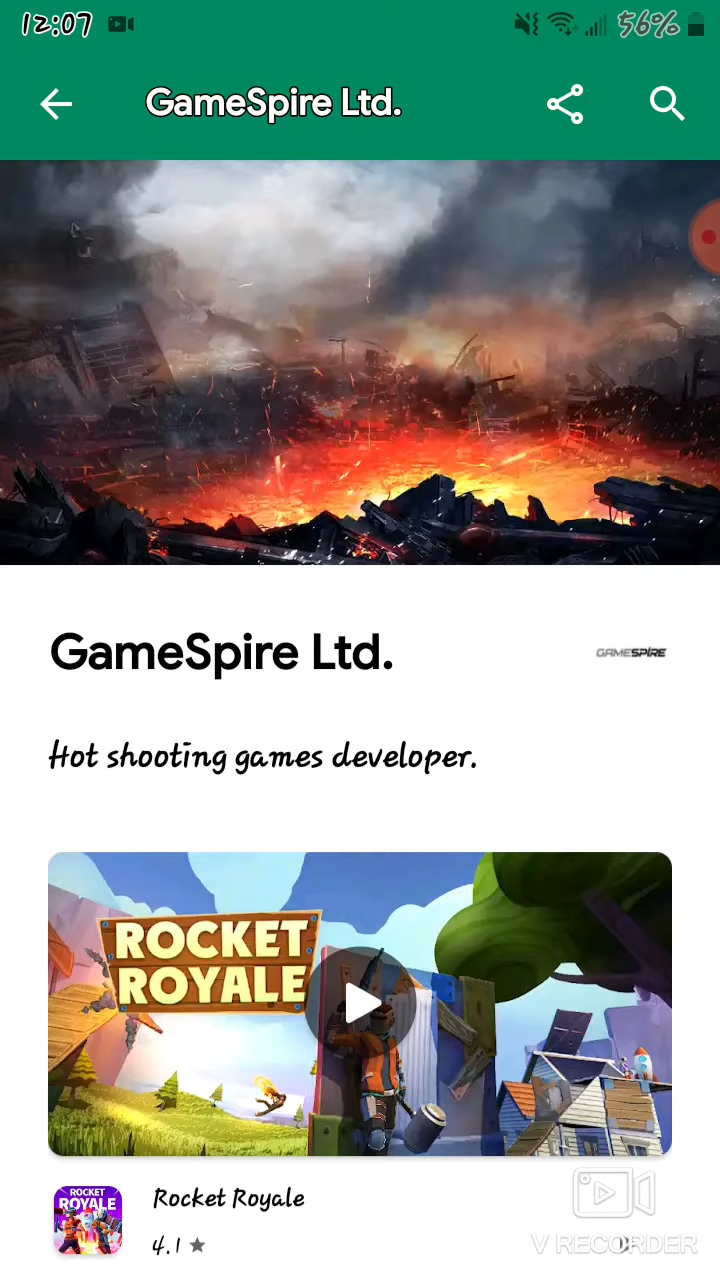 12:07
56%
GameSpire Ltd.
GameSpire Ltd.
GAMESPIRE
Hot shooting games developer.
ROCKET
ROYALE
ROCKET
ROYALE
Rocket Royale
4.1 ★
V RECORDER